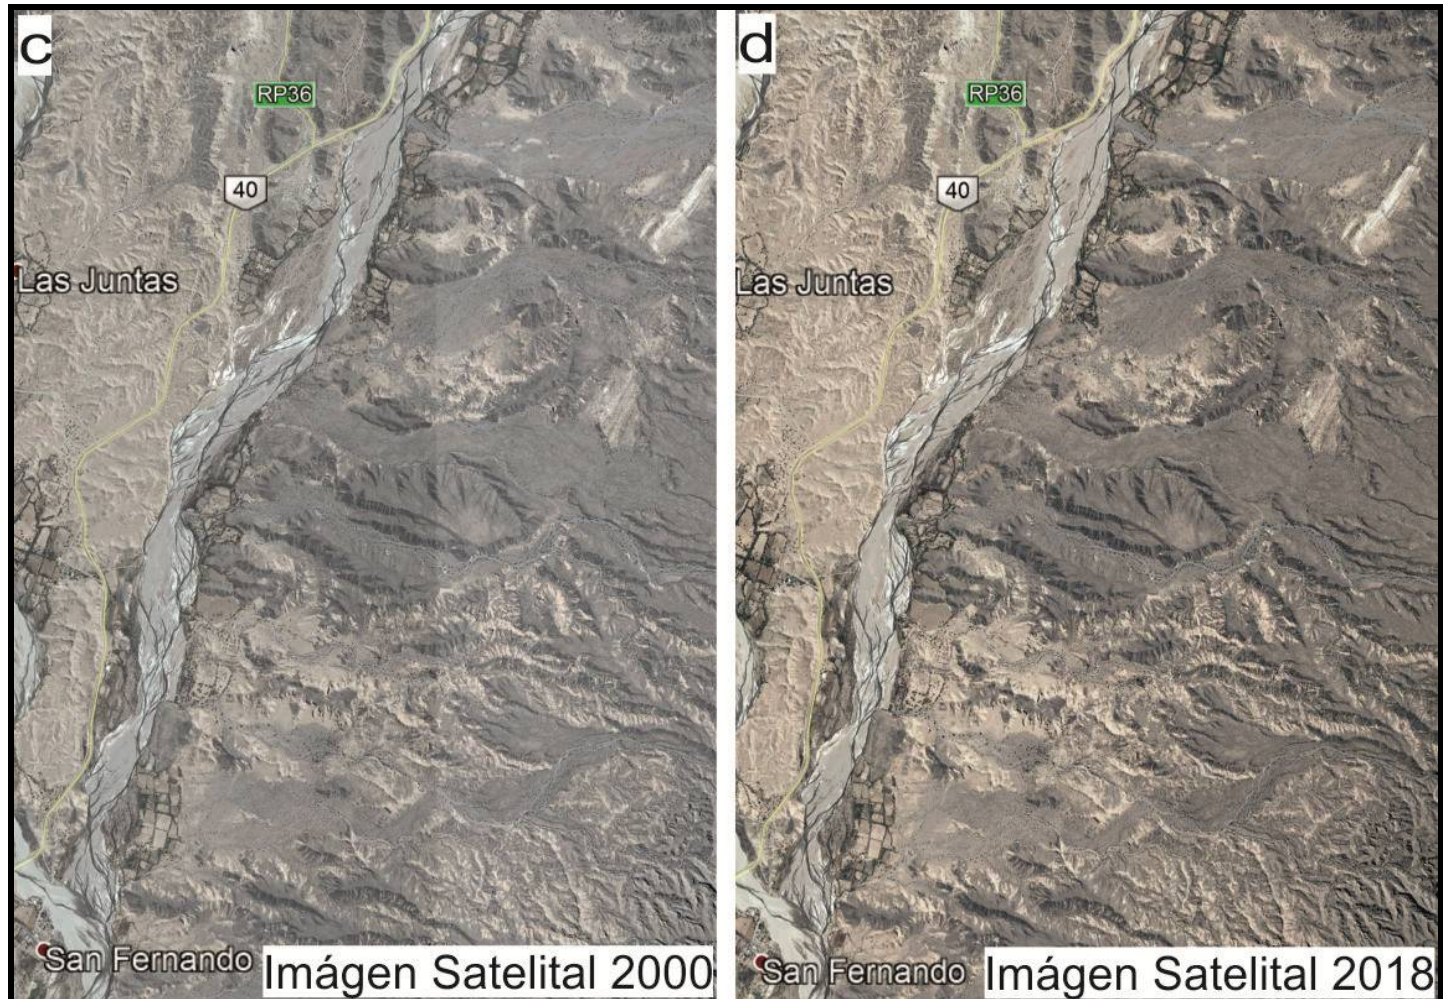 c
RP36
40
Las Juntas
San Fernando
Imágen Satelital 2000
d
RP36
40
Las Juntas
San Fernando
Imágen Satelital 2018